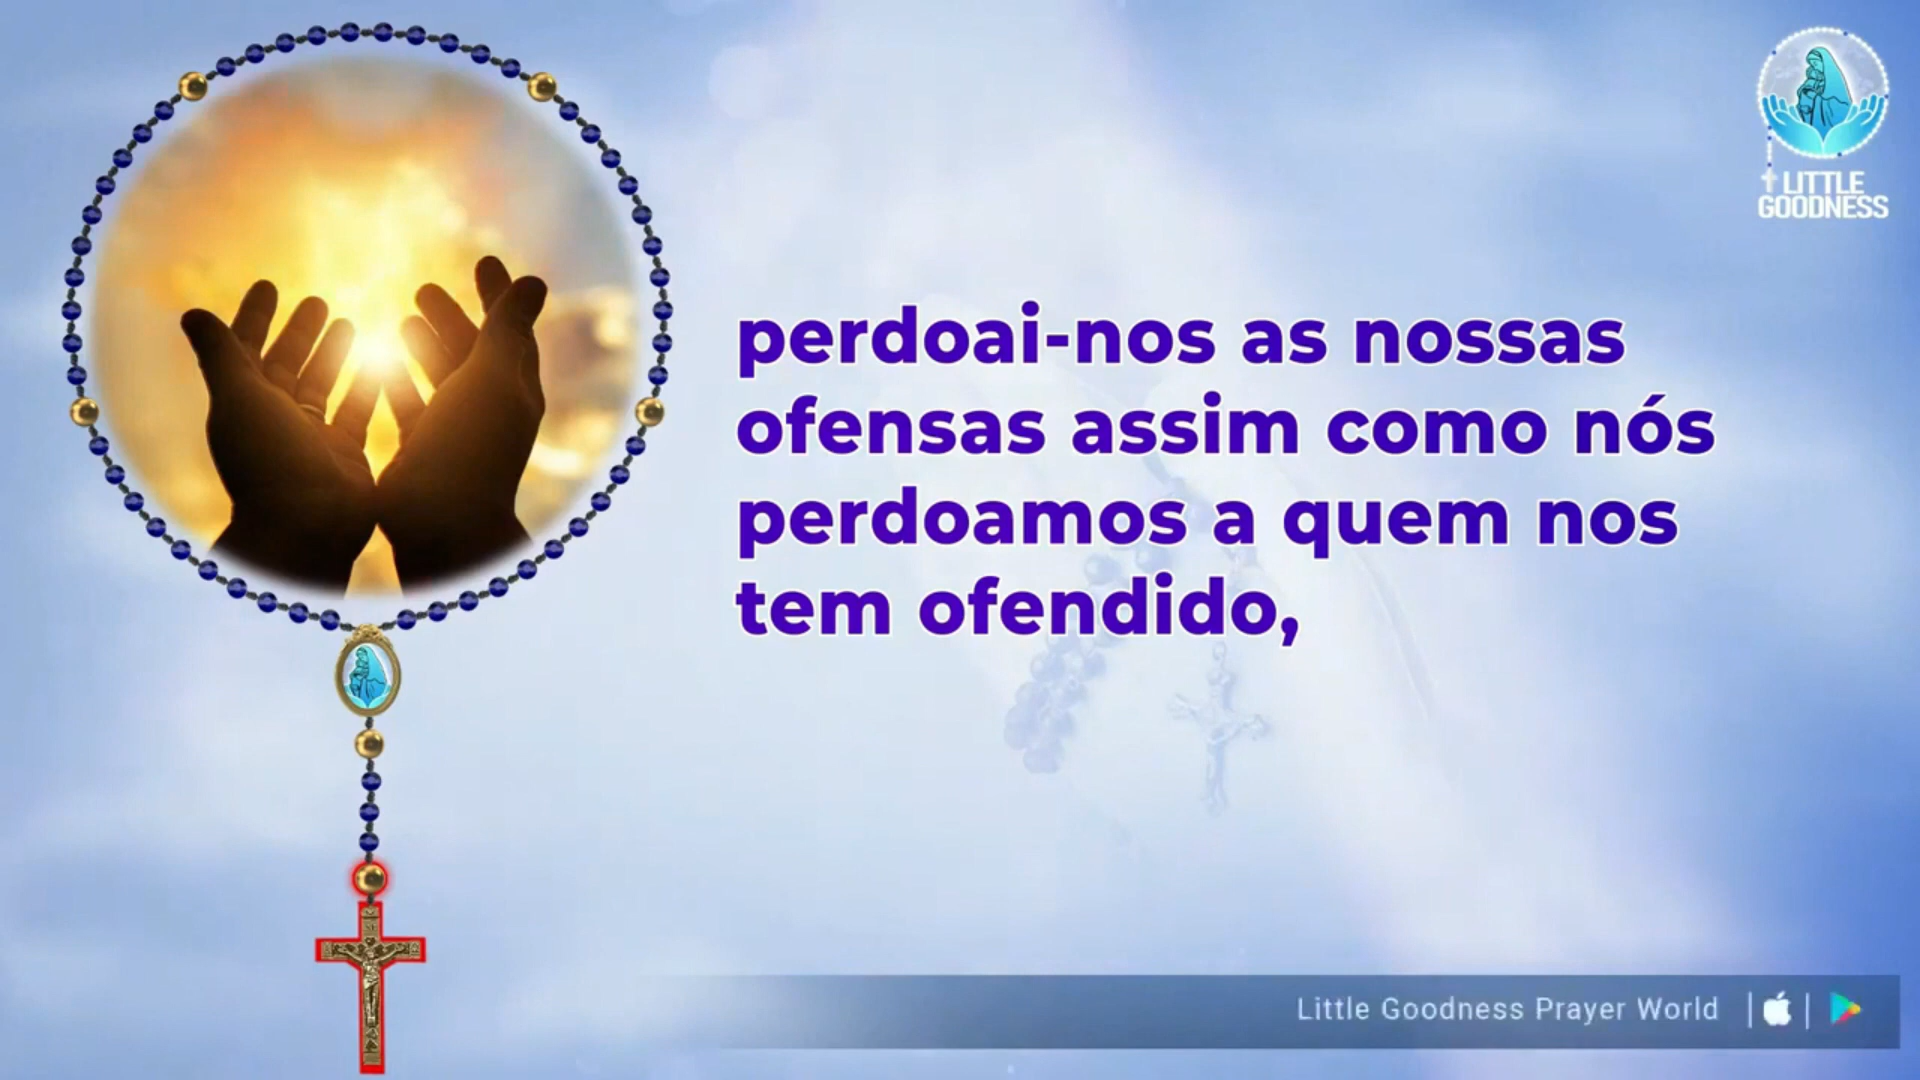 LITTLE
GOODNESS
perdoai-nos as nossas
ofensas assim como nós
perdoamos a quem nos
tem ofendido,
Little Goodness Prayer World